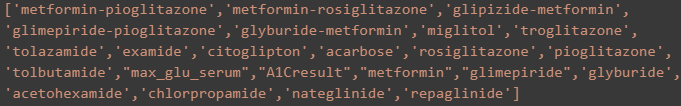 ['metformin-pioglitazone','metformin-rosiglitazone','glipizide-metformin',
'glimepiride-pioglitazone','glyburide-metformin','miglitol','troglitazone',
'tolazamide','examide','citoglipton','acarbose','rosiglitazone','pioglitazone',
'tolbutamide',"max_glu_serum","A1Cresult","metformin","glimepiride",'glyburide',
'acetohexamide','chlorpropamide','nateglinide','repaglinide']